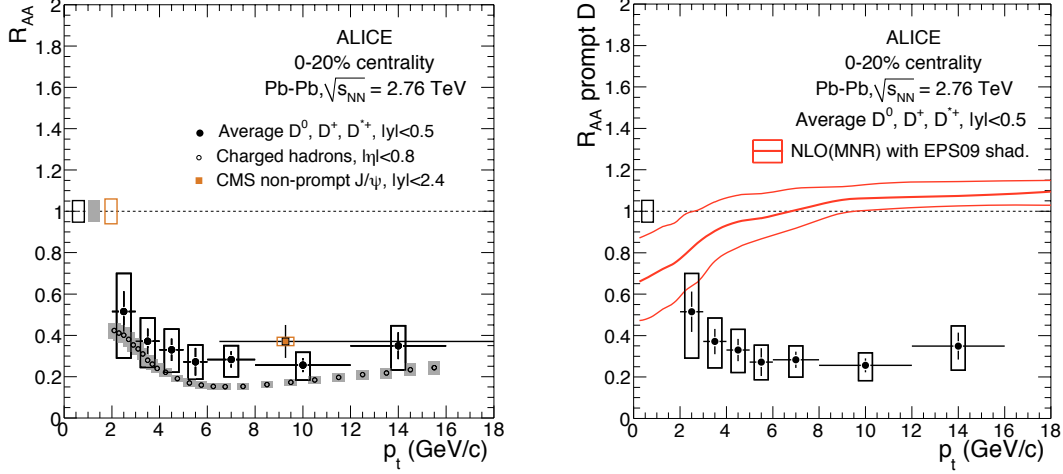 R_AA
2
1.8
1.6
1.4
1.2
1
0.8
0.6
0.4
0.2
0
ALICE
0-20% centrality
Pb-Pb,√s_NN = 2.76 TeV
Average D⁰, D⁺, D*⁺, |y|<0.5
Charged hadrons, |η|<0.8
CMS non-prompt J/ψ, |y|<2.4
0 2 4 6 8 10 12 14 16 18
p_t (GeV/c)
R_AA prompt D
2
1.8
1.6
1.4
1.2
1
0.8
0.6
0.4
0.2
0
ALICE
0-20% centrality
Pb-Pb,√s_NN = 2.76 TeV
Average D⁰, D⁺, D*⁺, |y|<0.5
NLO(MNR) with EPS09 shad.
0 2 4 6 8 10 12 14 16 18
p_t (GeV/c)